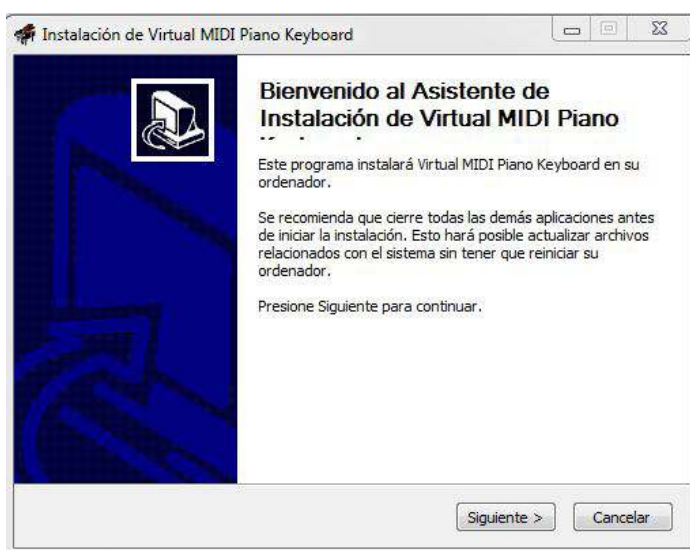 Instalación de Virtual MIDI Piano Keyboard
Bienvenido al Asistente de
Instalación de Virtual MIDI Piano
Este programa instalará Virtual MIDI Piano Keyboard en su
ordenador.
Se recomienda que cierre todas las demás aplicaciones antes
de iniciar la instalación. Esto hará posible actualizar archivos
relacionados con el sistema sin tener que reiniciar su
ordenador.
Presione Siguiente para continuar.
Siguiente >
Cancelar